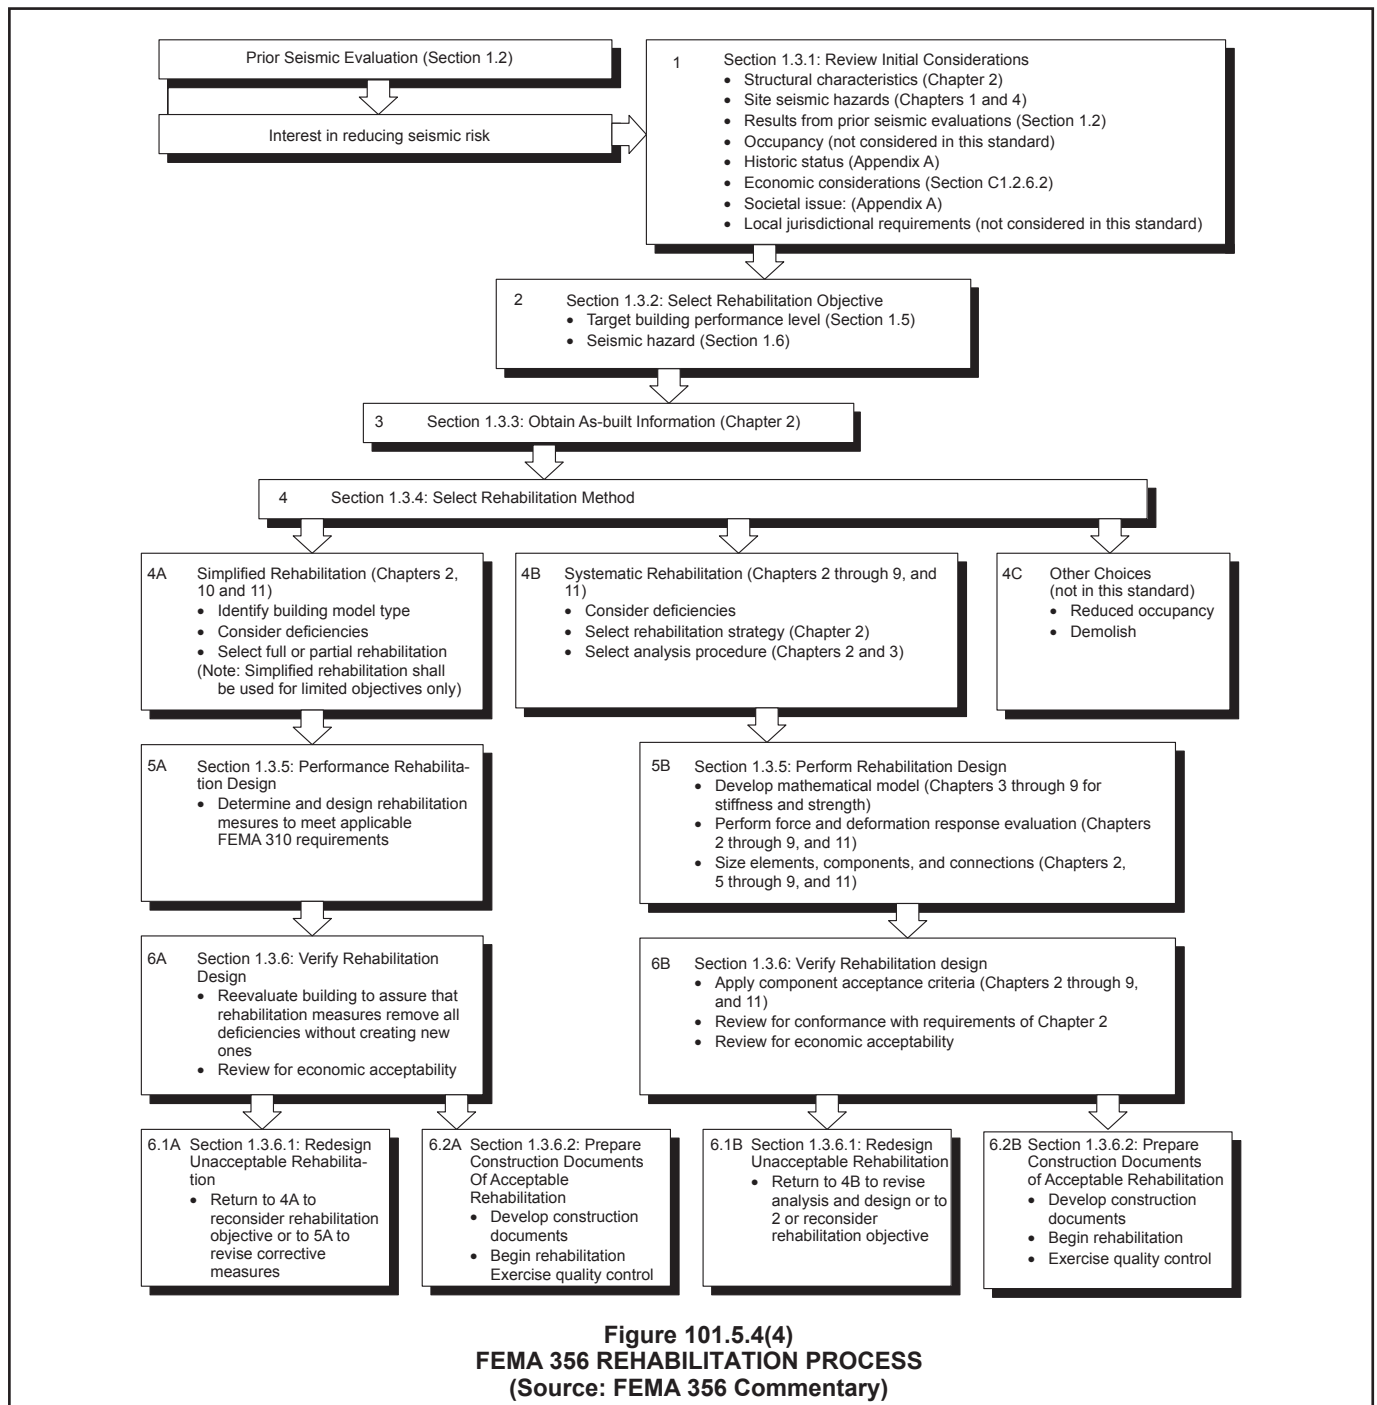 Prior Seismic Evaluation (Section 1.2)
Interest in reducing seismic risk
1 Section 1.3.1: Review Initial Considerations
• Structural characteristics (Chapter 2)
• Site seismic hazards (Chapters 1 and 4)
• Results from prior seismic evaluations (Section 1.2)
• Occupancy (not considered in this standard)
• Historic status (Appendix A)
• Economic considerations (Section C1.2.6.2)
• Societal issue: (Appendix A)
• Local jurisdictional requirements (not considered in this standard)
2 Section 1.3.2: Select Rehabilitation Objective
• Target building performance level (Section 1.5)
• Seismic hazard (Section 1.6)
3 Section 1.3.3: Obtain As-built Information (Chapter 2)
4 Section 1.3.4: Select Rehabilitation Method
4A Simplified Rehabilitation (Chapters 2,
10 and 11)
• Identify building model type
• Consider deficiencies
• Select full or partial rehabilitation
(Note: Simplified rehabilitation shall
be used for limited objectives only)
4B Systematic Rehabilitation (Chapters 2 through 9, and
11)
• Consider deficiencies
• Select rehabilitation strategy (Chapter 2)
• Select analysis procedure (Chapters 2 and 3)
4C Other Choices
(not in this standard)
• Reduced occupancy
• Demolish
5A Section 1.3.5: Performance Rehabilita-
tion Design
• Determine and design rehabilitation
mesures to meet applicable
FEMA 310 requirements
5B Section 1.3.5: Perform Rehabilitation Design
• Develop mathematical model (Chapters 3 through 9 for
stiffness and strength)
• Perform force and deformation response evaluation (Chapters
2 through 9, and 11)
• Size elements, components, and connections (Chapters 2,
5 through 9, and 11)
6A Section 1.3.6: Verify Rehabilitation
Design
• Reevaluate building to assure that
rehabilitation measures remove all
deficiencies without creating new
ones
• Review for economic acceptability
6B Section 1.3.6: Verify Rehabilitation design
• Apply component acceptance criteria (Chapters 2 through 9,
and 11)
• Review for conformance with requirements of Chapter 2
• Review for economic acceptability
6.1A Section 1.3.6.1: Redesign
Unacceptable Rehabilita-
tion
• Return to 4A to
reconsider rehabilitation
objective or to 5A to
revise corrective
measures
6.2A Section 1.3.6.2: Prepare
Construction Documents
Of Acceptable
Rehabilitation
• Develop construction
documents
• Begin rehabilitation
Exercise quality control
6.1B Section 1.3.6.1: Redesign
Unacceptable Rehabilitation
• Return to 4B to revise
analysis and design or to
2 or reconsider
rehabilitation objective
6.2B Section 1.3.6.2: Prepare
Construction Documents
of Acceptable Rehabilitation
• Develop construction
documents
• Begin rehabilitation
• Exercise quality control
Figure 101.5.4(4)
FEMA 356 REHABILITATION PROCESS
(Source: FEMA 356 Commentary)